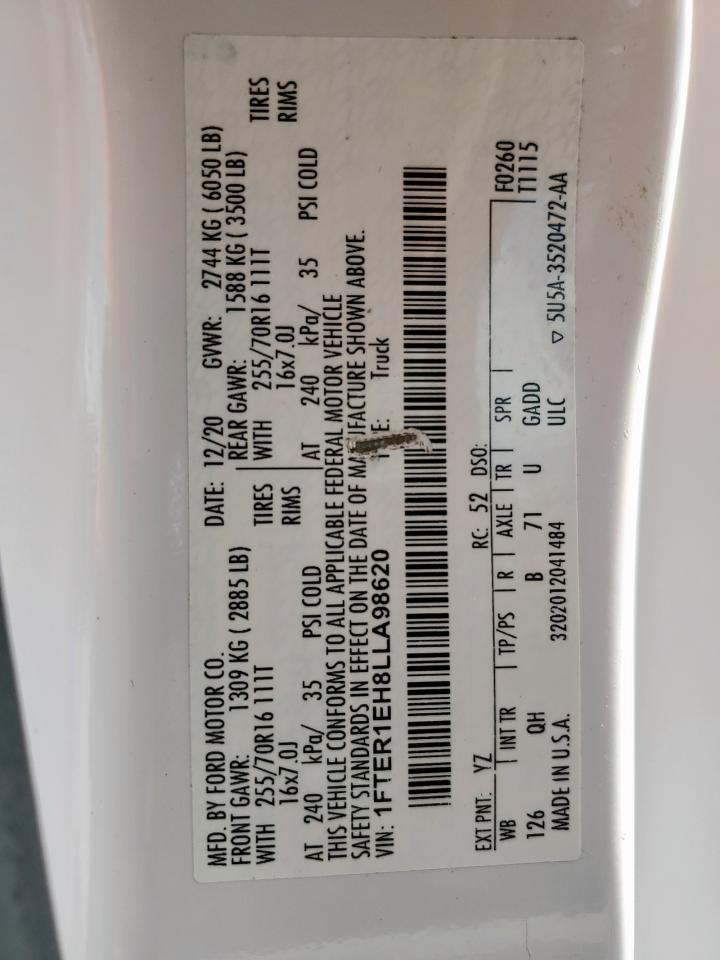 MFD. BY FORD MOTOR CO. DATE: 12/20 GVWR: 2744 KG ( 6050 LB)
FRONT GAWR: 1309 KG ( 2885 LB) REAR GAWR: 1588 KG ( 3500 LB)
WITH 255/70R16 111T TIRES WITH 255/70R16 111T TIRES
16x7.0J RIMS 16x7.0J RIMS
AT 240 kPa/ 35 PSI COLD AT 240 kPa/ 35 PSI COLD
THIS VEHICLE CONFORMS TO ALL APPLICABLE FEDERAL MOTOR VEHICLE
SAFETY STANDARDS IN EFFECT ON THE DATE OF MANUFACTURE SHOWN ABOVE.
VIN: 1FTER1EH8LLA98620 Truck
EXT PNT: YZ RC: 52 DSO:
WB INT TR TP/PS R AXLE TR SPR F0260
126 QH B 71 U GADD T1115
MADE IN U.S.A. 3202012041484 ULC
▽ 5U5A-3520472-AA